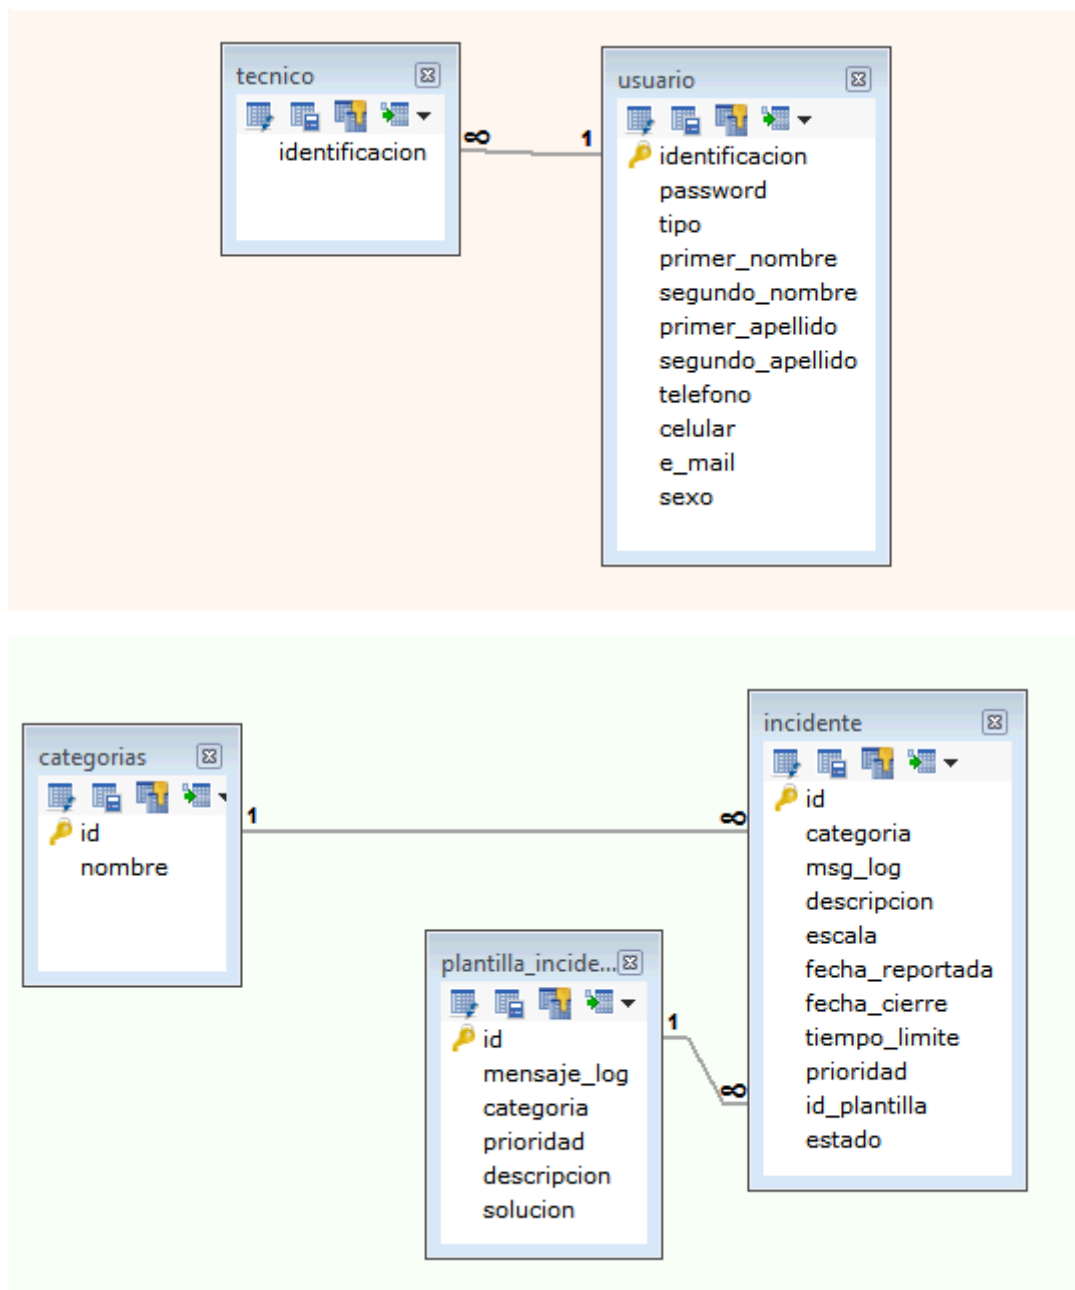 tecnico
identificacion
∞ 1
usuario
identificacion
password
tipo
primer_nombre
segundo_nombre
primer_apellido
segundo_apellido
telefono
celular
e_mail
sexo
categorias
id
nombre
1 ∞
plantilla_incide...
id
mensaje_log
categoria
prioridad
descripcion
solucion
1
∞
incidente
id
categoria
msg_log
descripcion
escala
fecha_reportada
fecha_cierre
tiempo_limite
prioridad
id_plantilla
estado